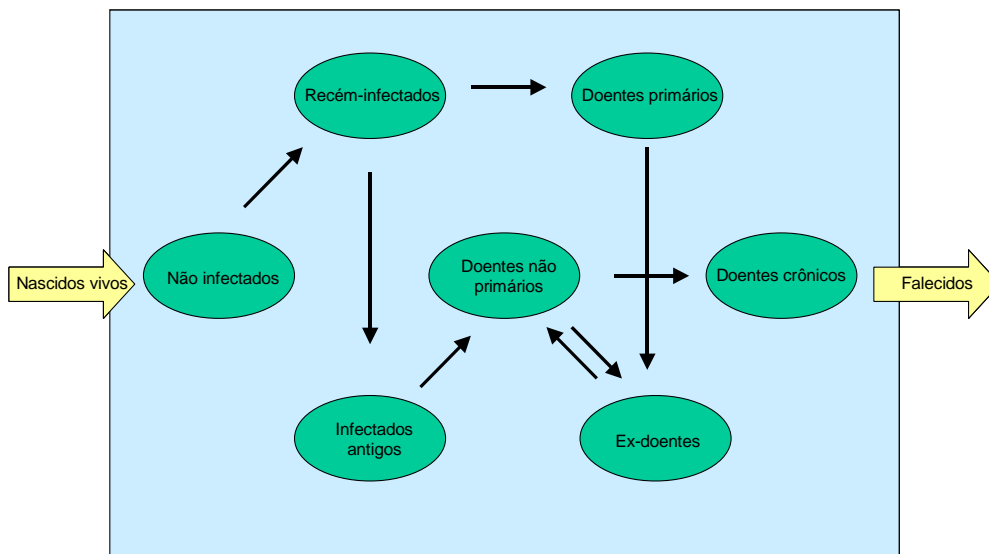 Recém-infectados
Doentes primários
Nascidos vivos
Não infectados
Doentes não
primários
Doentes crônicos
Falecidos
Infectados
antigos
Ex-doentes